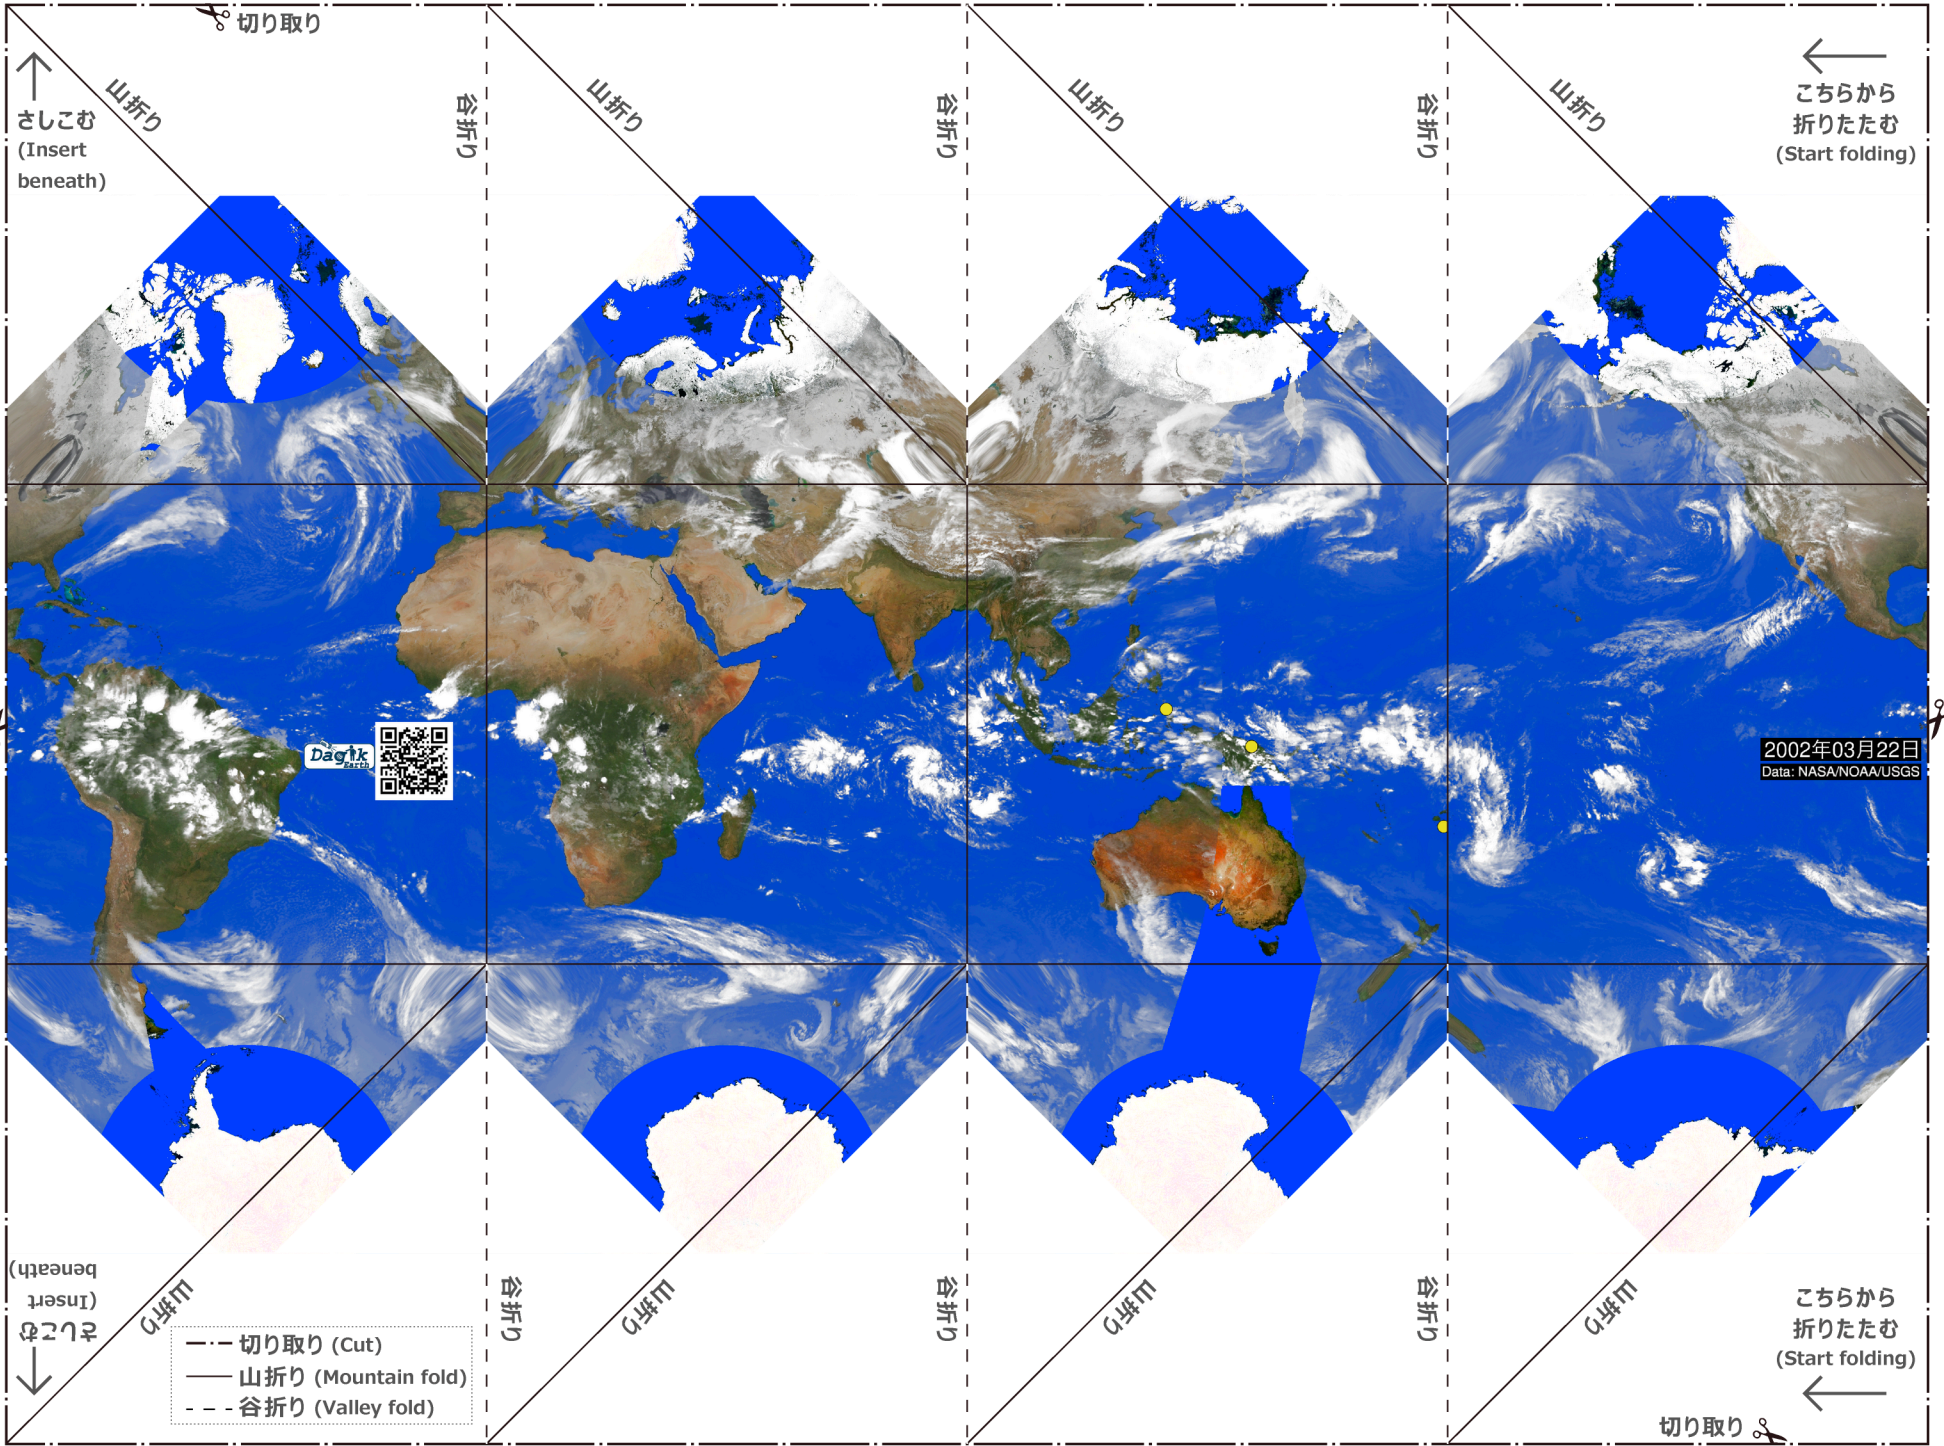 切り取り
さしこむ
(Insert
beneath)
山折り
谷折り
山折り
谷折り
山折り
谷折り
山折り
こちらから
折りたたむ
(Start folding)
Dagik
Earth
2002年03月22日
Data: NASA/NOAA/USGS
さしこむ
(Insert
beneath)
山折り
谷折り
山折り
谷折り
山折り
谷折り
山折り
こちらから
折りたたむ
(Start folding)
切り取り (Cut)
山折り (Mountain fold)
谷折り (Valley fold)
切り取り